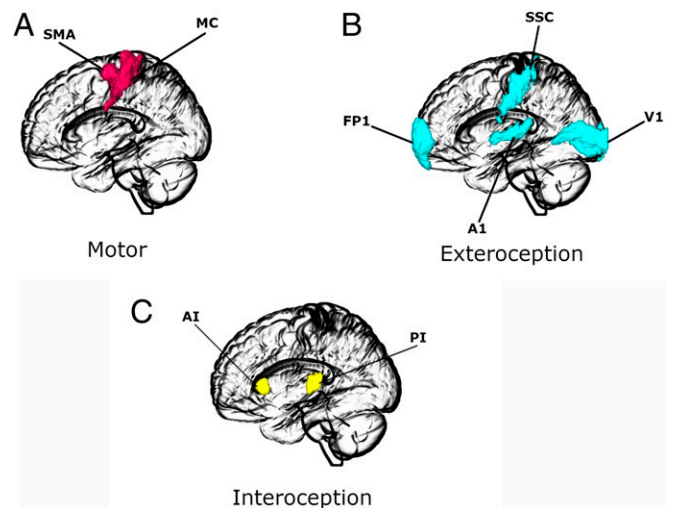 A
SMA
MC
Motor
B
SSC
FP1
V1
A1
Exteroception
C
AI
PI
Interoception